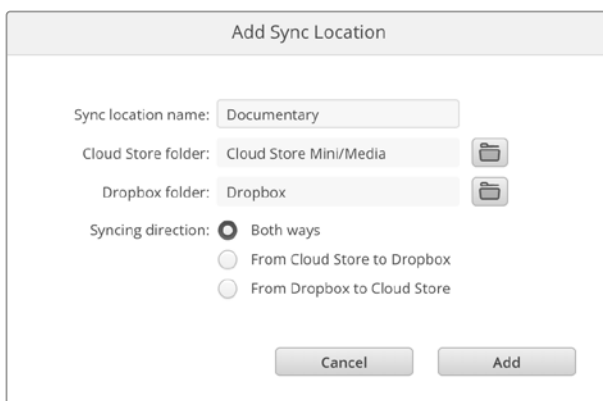 Add Sync Location
Sync location name: Documentary
Cloud Store folder: Cloud Store Mini/Media
Dropbox folder: Dropbox
Syncing direction: Both ways
From Cloud Store to Dropbox
From Dropbox to Cloud Store
Cancel Add